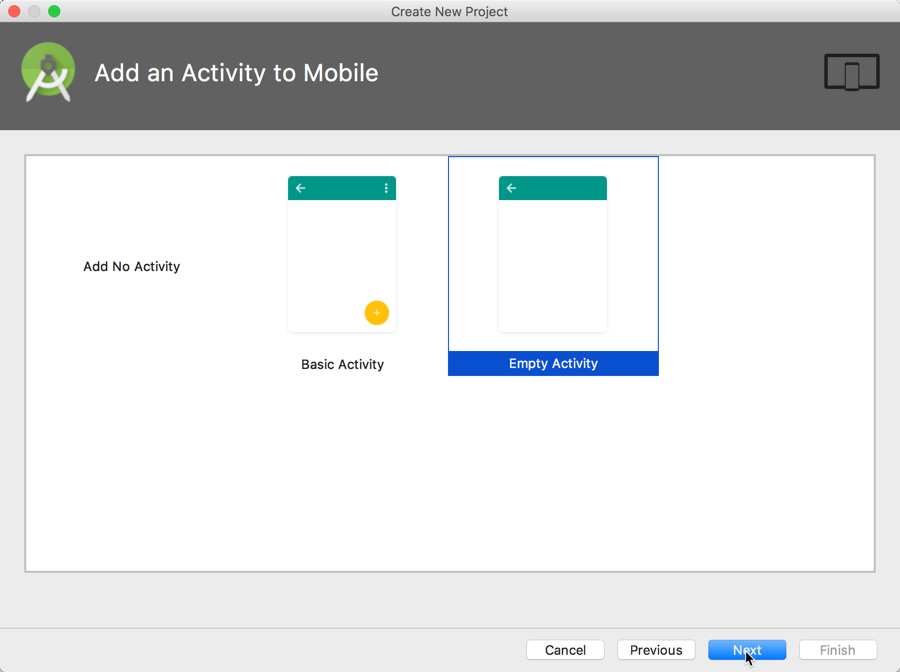 Create New Project
Add an Activity to Mobile
Add No Activity
Basic Activity
Empty Activity
Cancel
Previous
Next
Finish